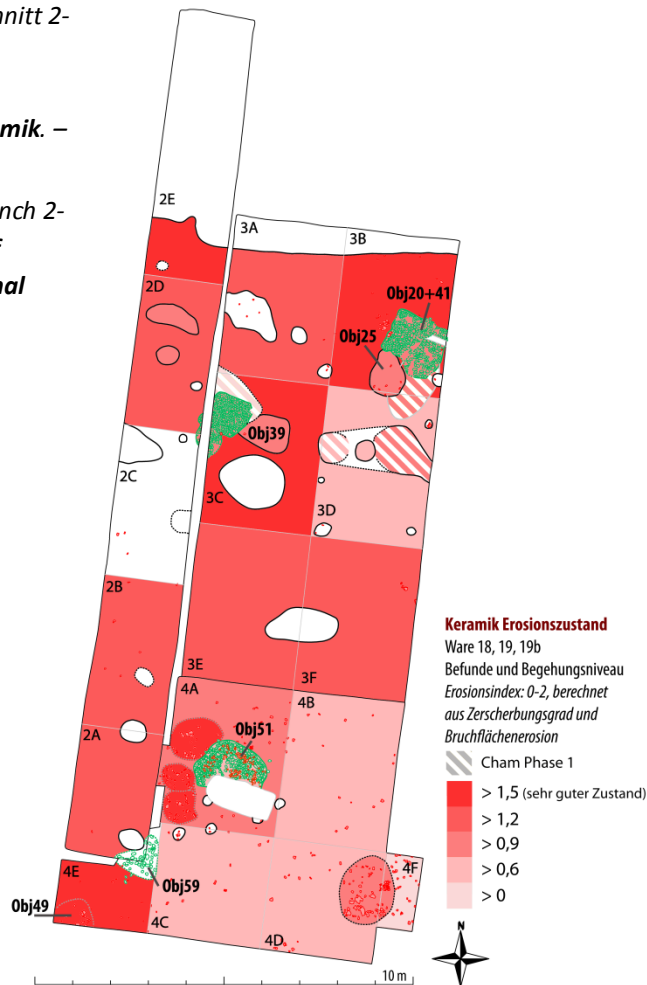 nnitt 2-
mik. –
nch 2-
nal
2E
3A
3B
2D
Obj20+41
Obj25
Obj39
2C
3C
3D
2B
3E
3F
4A
4B
Obj51
2A
4E
Obj59
4F
Obj49
4C
4D
10 m
Keramik Erosionszustand
Ware 18, 19, 19b
Befunde und Begehungsniveau
Erosionsindex: 0-2, berechnet
aus Zerscherbungsgrad und
Bruchflächenerosion
Cham Phase 1
> 1,5 (sehr guter Zustand)
> 1,2
> 0,9
> 0,6
> 0
N